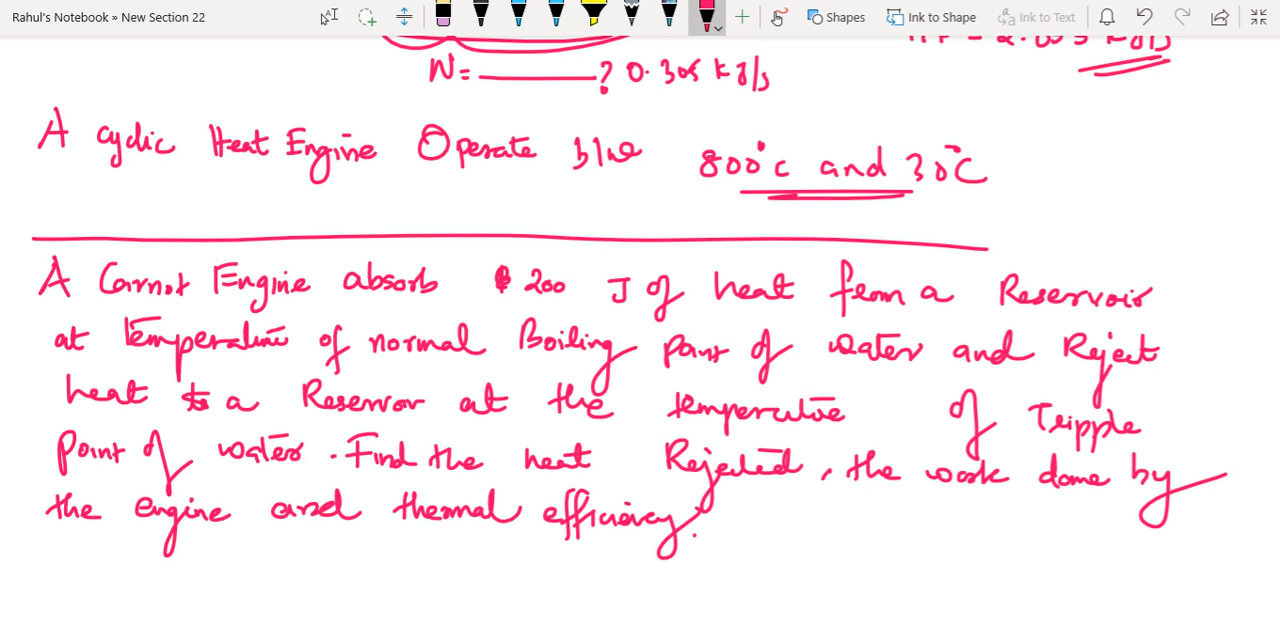 Rahul's Notebook » New Section 22
Shapes Ink to Shape Ink to Text
N= ? 0.305 kJ/s
A cyclic Heat Engine Operate b/w 800°c and 30°C
A Carnot Engine absorb 200 J of heat from a Reservoir
at temperature of normal Boiling point of water and Reject
heat to a Reservor at the temperature of Tripple
Point of water. Find the heat Rejected, the work done by
the engine and thermal efficiency.